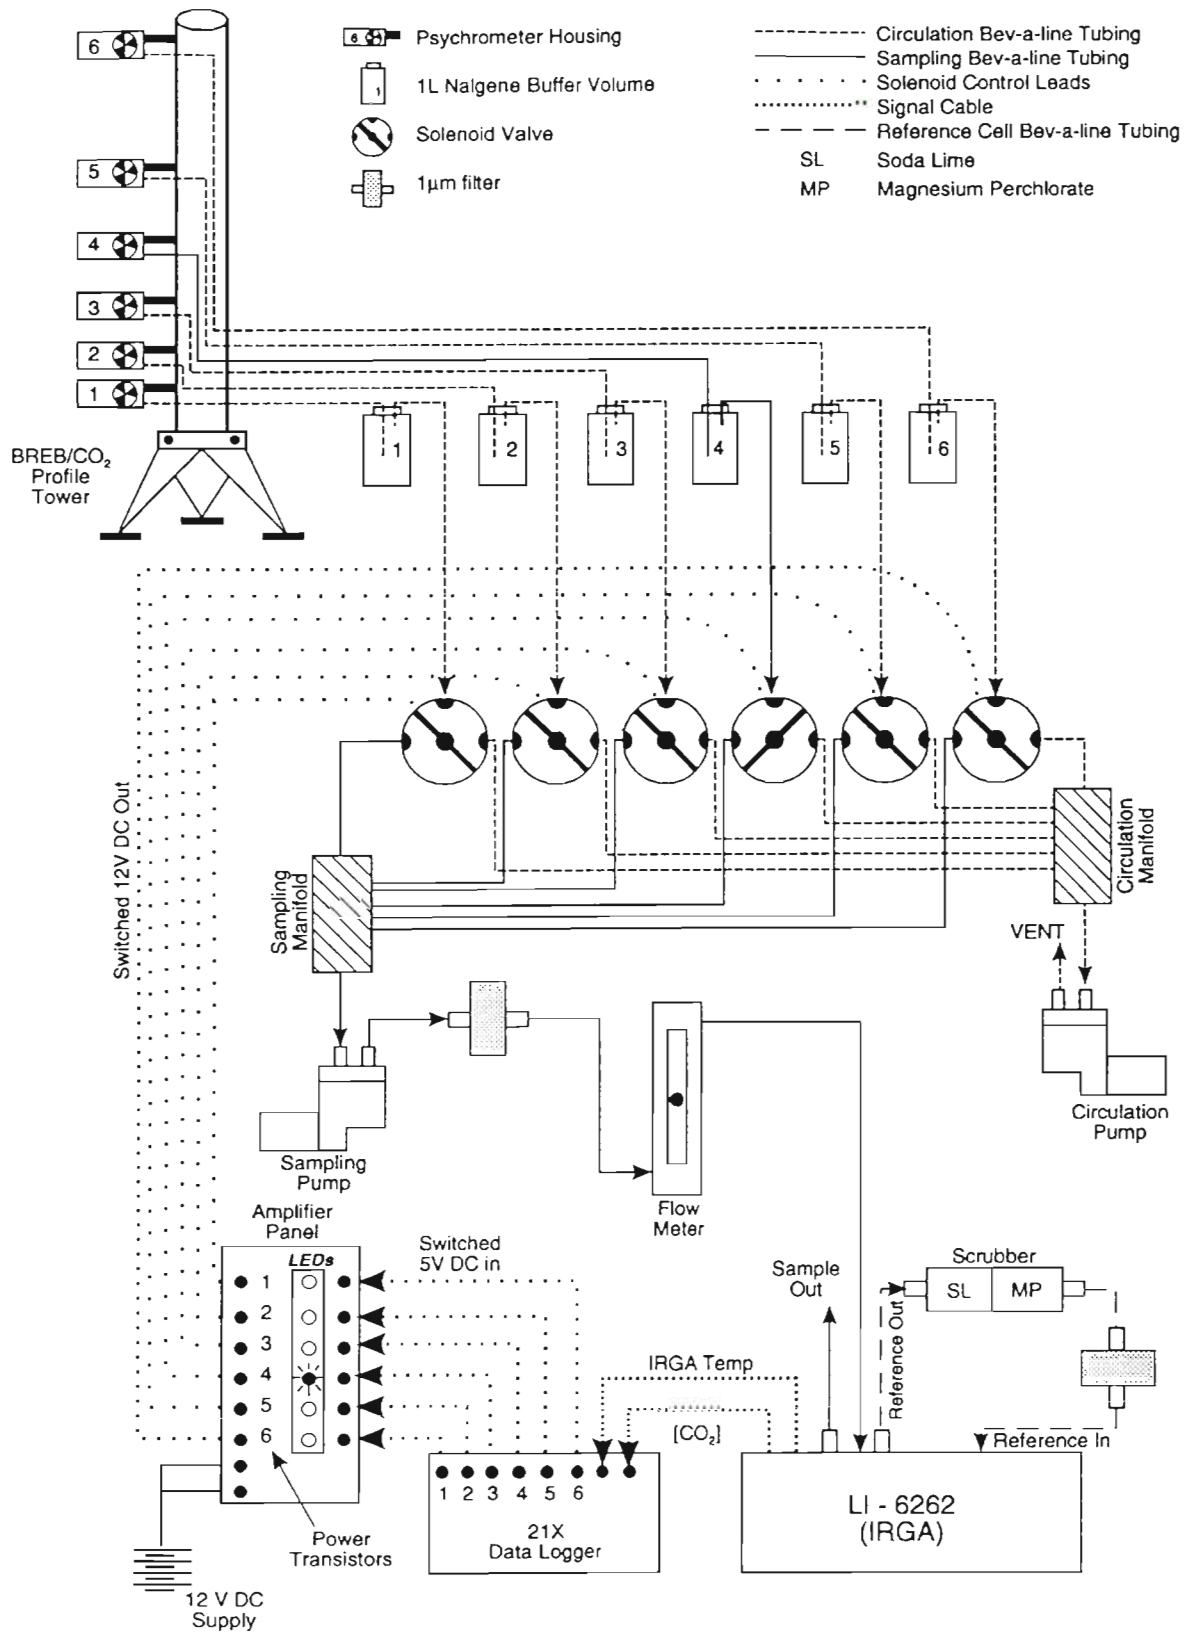 6
5
4
3
2
1
BREB/CO₂
Profile
Tower
6 Psychrometer Housing
1 1L Nalgene Buffer Volume
Solenoid Valve
1µm filter
Circulation Bev-a-line Tubing
Sampling Bev-a-line Tubing
Solenoid Control Leads
Signal Cable
Reference Cell Bev-a-line Tubing
SL Soda Lime
MP Magnesium Perchlorate
1 2 3 4 5 6
Switched 12V DC Out
Sampling
Manifold
Circulation
Manifold
VENT
Circulation
Pump
Sampling
Pump
Flow
Meter
Amplifier
Panel
LEDs
1
2
3
4
5
6
Switched
5V DC in
Power
Transistors
12 V DC
Supply
IRGA Temp
[CO₂]
1 2 3 4 5 6
21X
Data Logger
Sample
Out
Reference Out
Scrubber
SL MP
Reference In
LI - 6262
(IRGA)